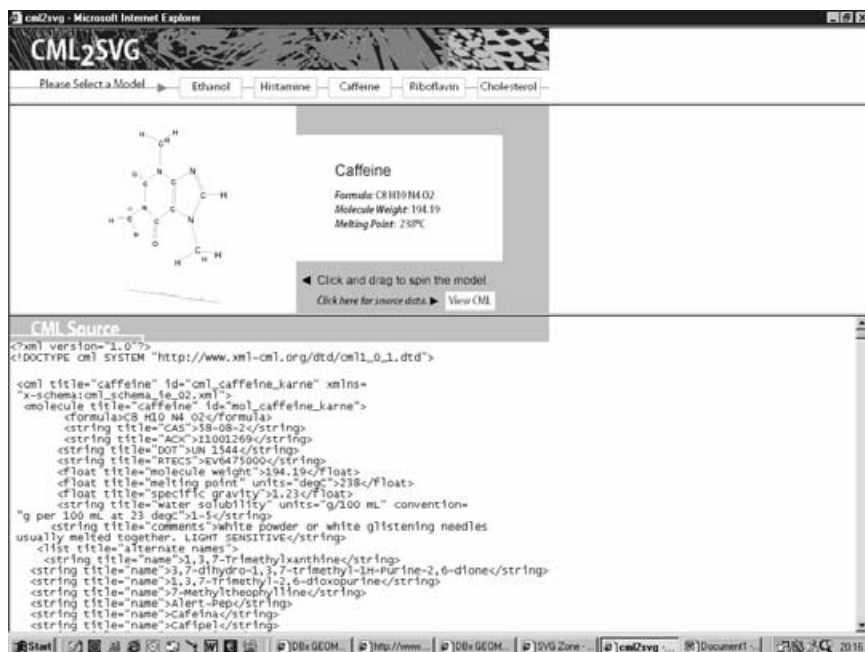 cml2svg - Microsoft Internet Explorer
CML2SVG
Please Select a Model
Ethanol
Histamine
Caffeine
Riboflavin
Cholesterol
Caffeine
Formula: C8 H10 N4 O2
Molecule Weight: 194.19
Melting Point: 238ºC
Click and drag to spin the model
Click here for source data. View CML
CML Source
<?xml version="1.0"?>
<!DOCTYPE cml SYSTEM "http://www.xml-cml.org/dtd/cml1_0_1.dtd">
<cml title="caffeine" id="cml_caffeine_karne" xmlns=
"x-schema:cml_schema_ie_02.xml">
<molecule title="caffeine" id="mol_caffeine_karne">
<formula>C8 H10 N4 O2</formula>
<string title="CAS">58-08-2</string>
<string title="ACX">I1001269</string>
<string title="DOT">UN 1544</string>
<string title="RTECS">EV6475000</string>
<float title="molecule weight">194.19</float>
<float title="melting point" units="degC">238</float>
<float title="specific gravity">1.23</float>
<string title="water solubility" units="g/100 mL" convention=
"g per 100 mL at 23 degC">1-5</string>
<string title="comments">White powder or white glistening needles
usually melted together. LIGHT SENSITIVE</string>
<list title="alternate names">
<string title="name">1,3,7-Trimethylxanthine</string>
<string title="name">3,7-dihydro-1,3,7-trimethyl-1H-Purine-2,6-dione</string>
<string title="name">1,3,7-Trimethyl-2,6-dioxopurine</string>
<string title="name">7-Methyltheophylline</string>
<string title="name">Alert-Pep</string>
<string title="name">Cafeina</string>
<string title="name">Cafipel</string>
Start
DBx GEOM...
http://www...
DBx GEOM...
SVG Zone - ...
cml2svg -...
Document1 -...
20:16